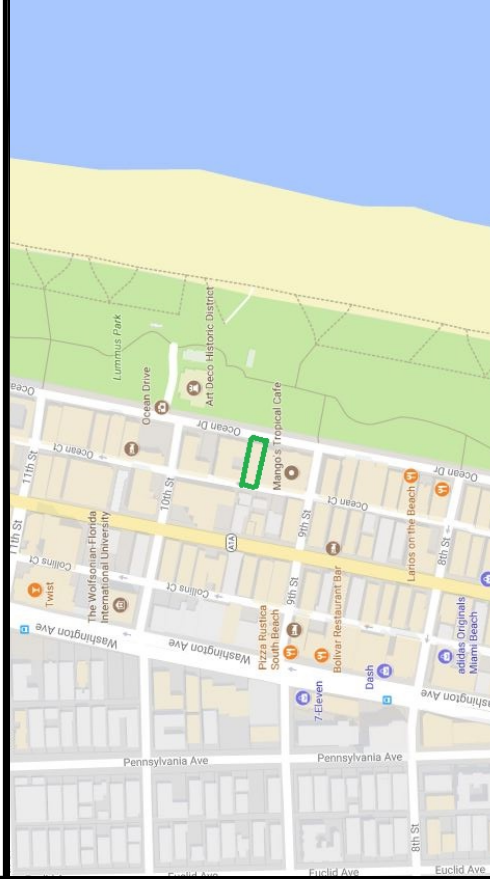 Lummus Park
Ocean Drive
Art Deco Historic District
Ocean Dr
Ocean Dr
Ocean Dr
Ocean Ct
Ocean Ct
Mango's Tropical Cafe
11th St
11th St
10th St
9th St
9th St
8th St
8th St
A1A
Larios on the Beach
Collins Ct
Collins Ct
Twist
The Wolfsonian-Florida
International University
Pizza Rustica
South Beach
Bolivar Restaurant Bar
Dash
7-Eleven
adidas Originals
Miami Beach
Washington Ave
Washington Ave
Washington Ave
Pennsylvania Ave
Pennsylvania Ave
Euclid Ave
Euclid Ave